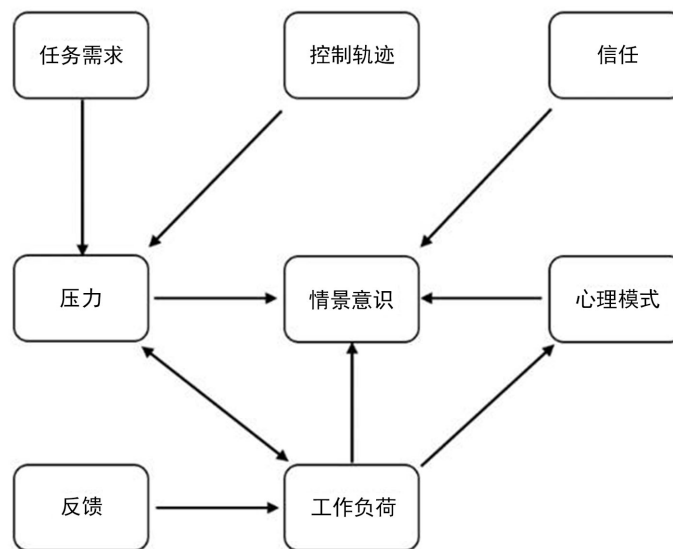 任务需求
控制轨迹
信任
压力
情景意识
心理模式
反馈
工作负荷